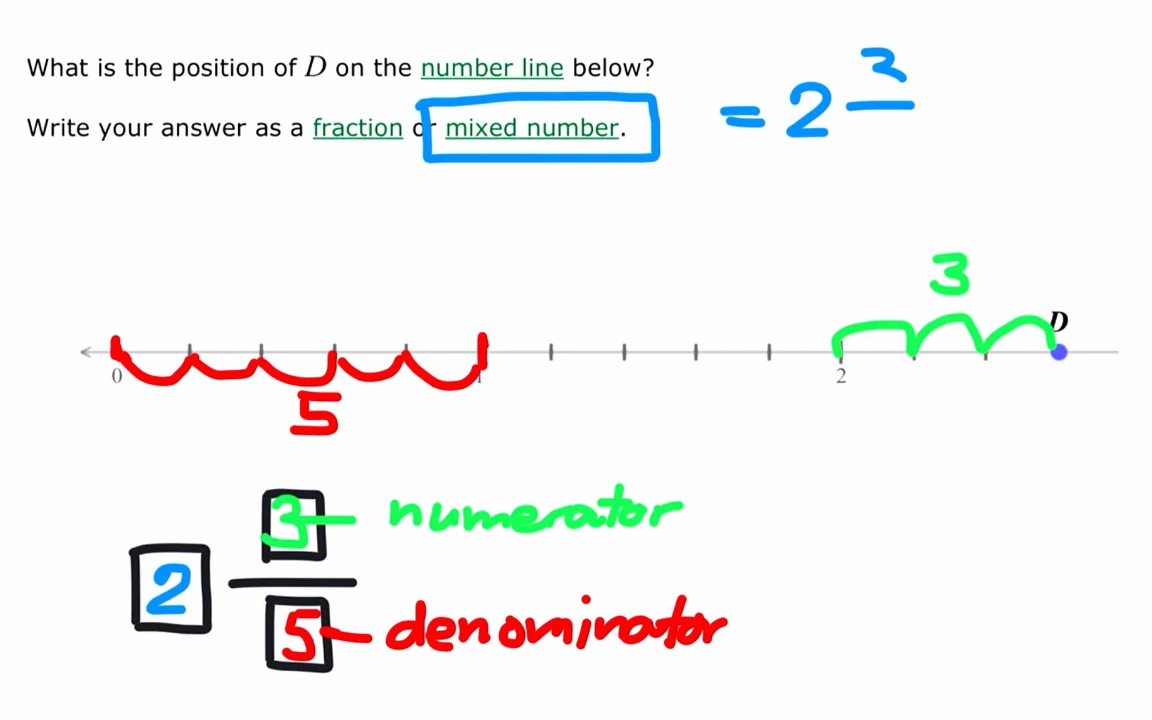 What is the position of D on the number line below?
Write your answer as a fraction or mixed number.
= 2 3
3
D
0 1 2
5
3 numerator
2
5 denominator